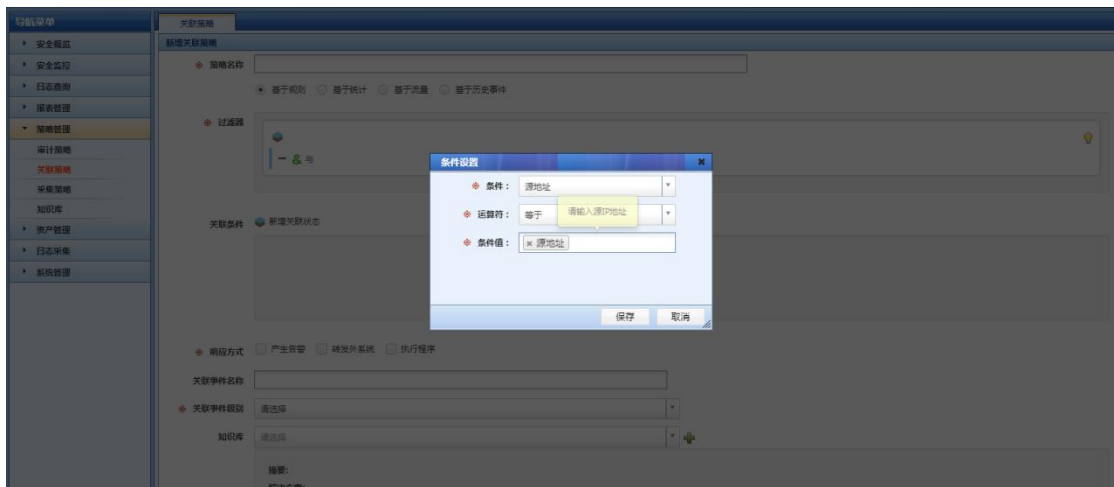 导航菜单
关联策略
安全概览
新增关联策略
安全监控
策略名称
日志查询
基于规则 基于统计 基于流量 基于历史事件
报表管理
过滤器
策略管理
& 与
审计策略
关联策略
采集策略
知识库
资产管理
日志采集
系统管理
关联条件 新增关联状态
条件设置
条件: 源地址
运算符: 等于
请输入源IP地址
条件值: 源地址
保存 取消
响应方式 产生告警 转发外系统 执行程序
关联事件名称
关联事件级别 请选择
知识库 请选择
摘要: